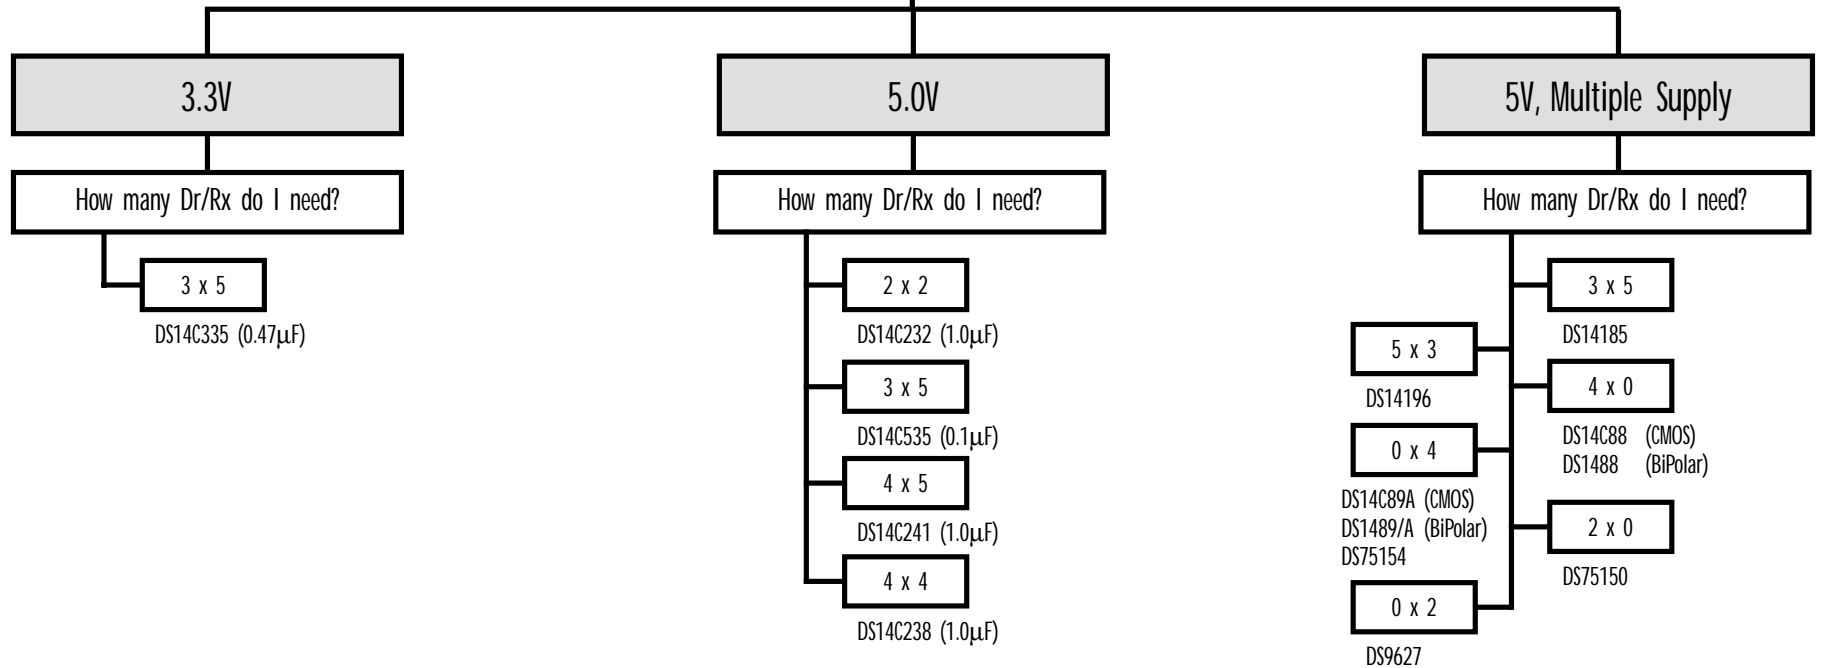 3.3V
How many Dr/Rx do I need?
3 x 5
DS14C335 (0.47µF)
5.0V
How many Dr/Rx do I need?
2 x 2
DS14C232 (1.0µF)
3 x 5
DS14C535 (0.1µF)
4 x 5
DS14C241 (1.0µF)
4 x 4
DS14C238 (1.0µF)
5V, Multiple Supply
How many Dr/Rx do I need?
3 x 5
DS14185
5 x 3
DS14196
4 x 0
DS14C88 (CMOS)
DS1488 (BiPolar)
0 x 4
DS14C89A (CMOS)
DS1489/A (BiPolar)
DS75154
2 x 0
DS75150
0 x 2
DS9627